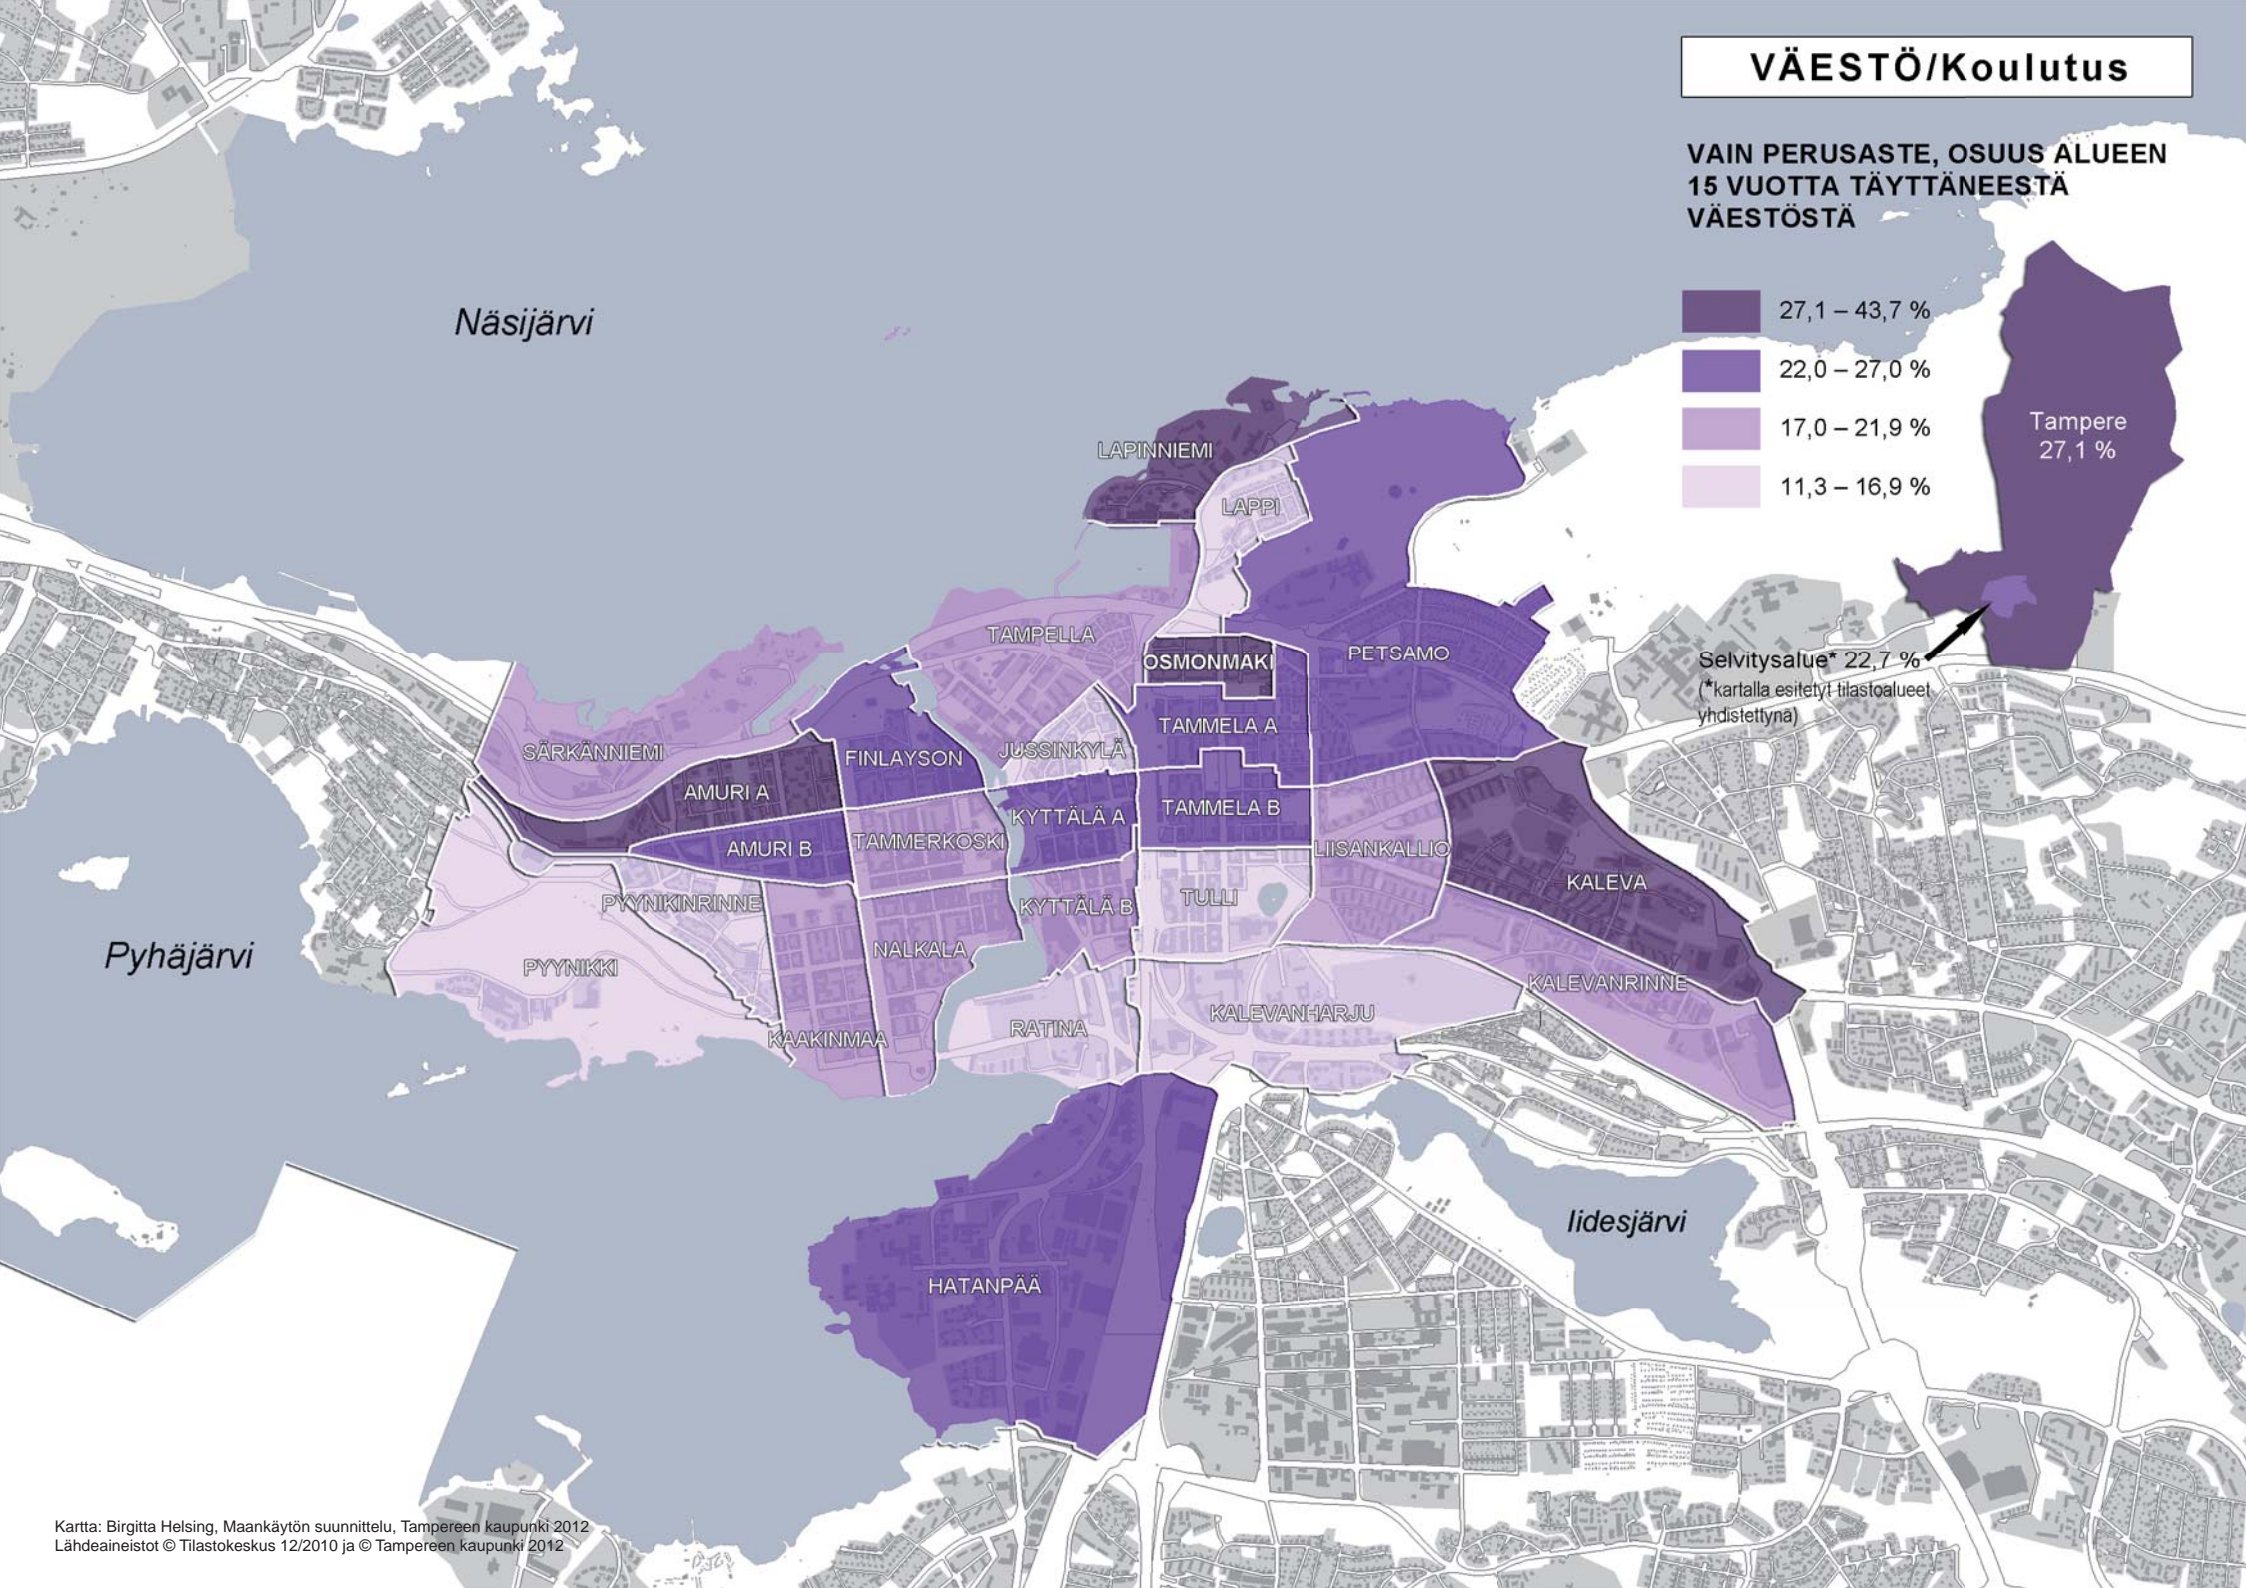 VÄESTÖ/Koulutus
VAIN PERUSASTE, OSUUS ALUEEN
15 VUOTTA TÄYTTÄNEESTÄ
VÄESTÖSTÄ
27,1 – 43,7 %
22,0 – 27,0 %
17,0 – 21,9 %
11,3 – 16,9 %
Tampere
27,1 %
Selvitysalue* 22,7 %
(*kartalla esitetyt tilastoalueet
yhdistettynä)
Näsijärvi
LAPINNIEMI
LAPPI
TAMPELLA
OSMONMÄKI
PETSAMO
SÄRKÄNNIEMI
FINLAYSON
JUSSINKYLÄ
TAMMELA A
AMURI A
KYTTÄLÄ A
TAMMELA B
AMURI B
TAMMERKOSKI
LIISANKALLIO
KALEVA
PYYNIKINRINNE
KYTTÄLÄ B
TULLI
NALKALA
Pyhäjärvi
PYYNIKKI
KALEVANRINNE
KAAKINMAA
RATINA
KALEVANHARJU
Iidesjärvi
HATANPÄÄ
Kartta: Birgitta Helsing, Maankäytön suunnittelu, Tampereen kaupunki 2012
Lähdeaineistot © Tilastokeskus 12/2010 ja © Tampereen kaupunki 2012